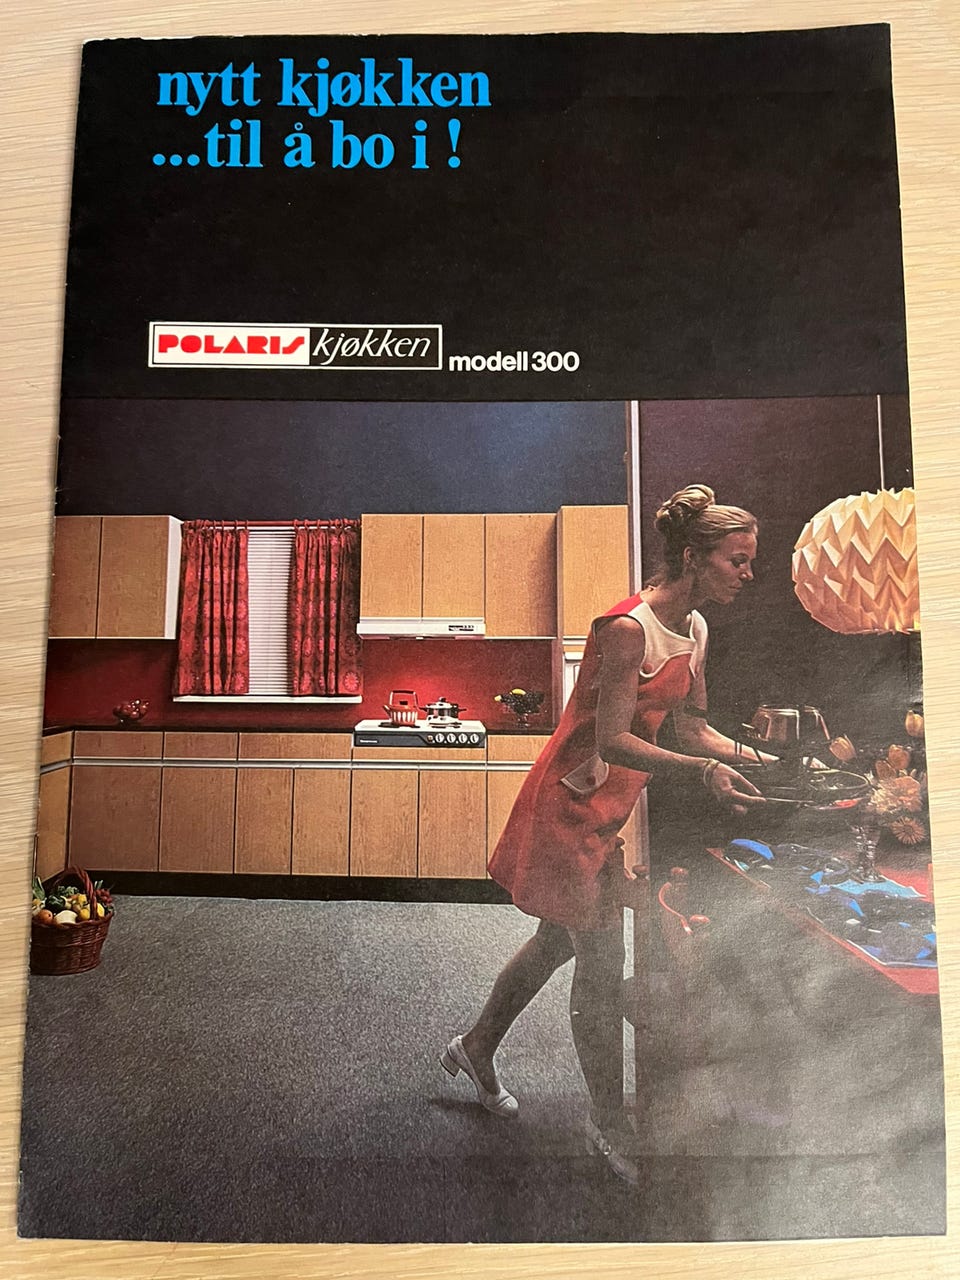 nytt kjøkken
...til å bo i !
POLARIS kjøkken modell 300